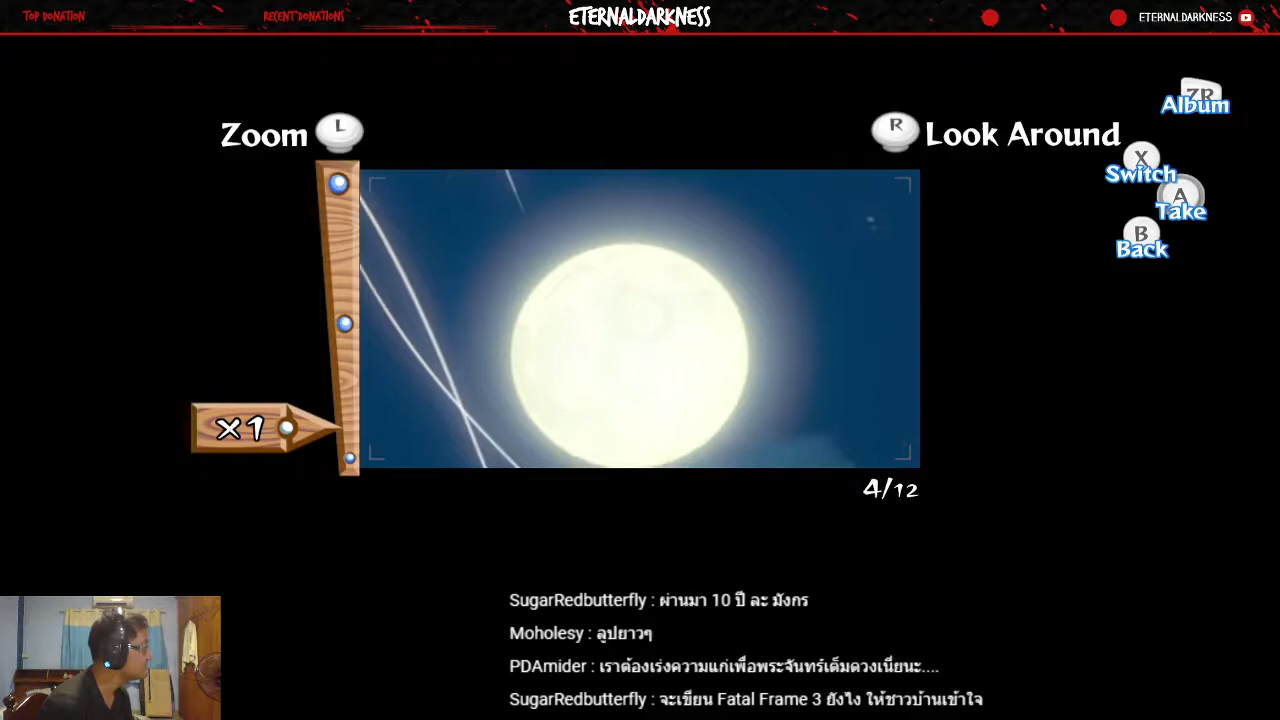 TOP DONATION
RECENT DONATIONS
ETERNALDARKNESS
ETERNALDARKNESS
ZR
Album
Zoom L
R Look Around
X
Switch
A
Take
B
Back
×1
4/12
SugarRedbutterfly : ผ่านมา 10 ปี ละ มังกร
Moholesy : ลูปยาวๆ
PDAmider : เราต้องเร่งความแก่เพื่อพระจันทร์เต็มดวงเนี่ยนะ....
SugarRedbutterfly : จะเขียน Fatal Frame 3 ยังไง ให้ชาวบ้านเข้าใจ